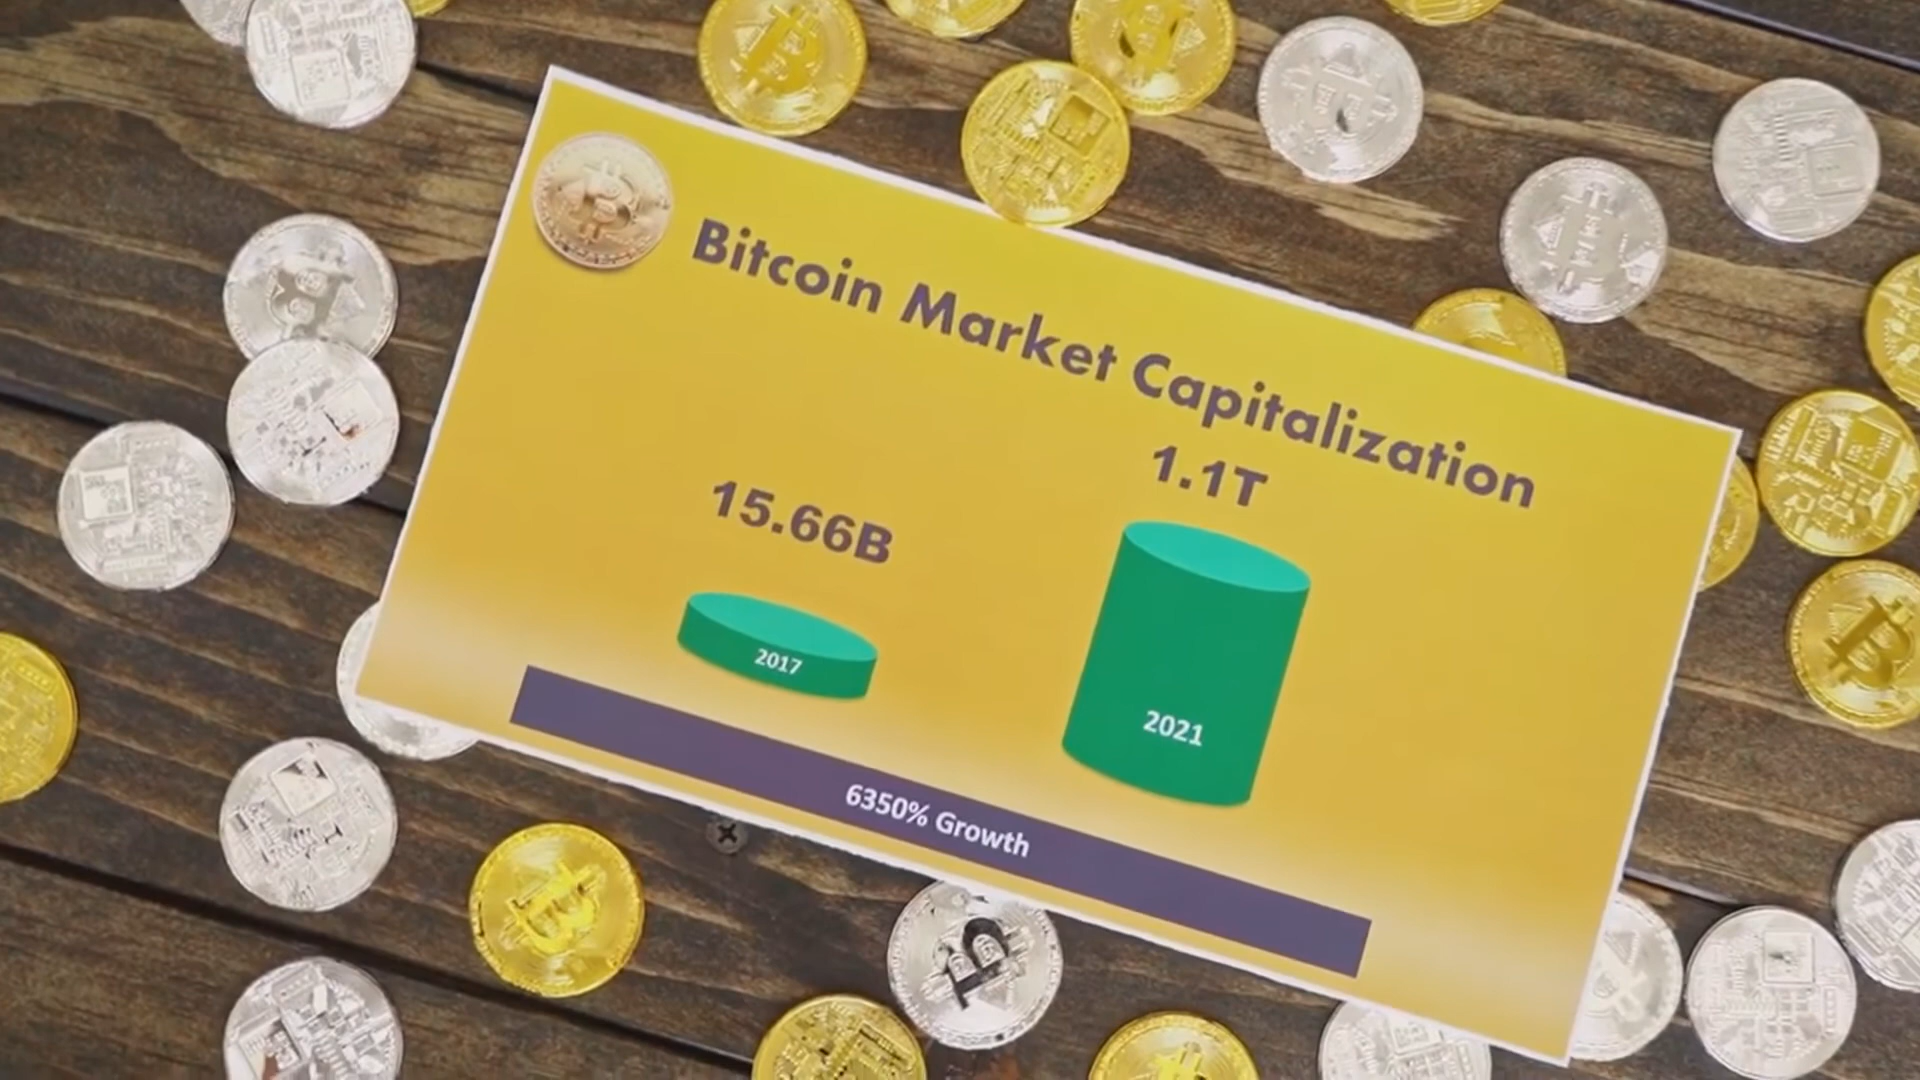 Bitcoin Market Capitalization
15.66B
1.1T
2017
2021
6350% Growth